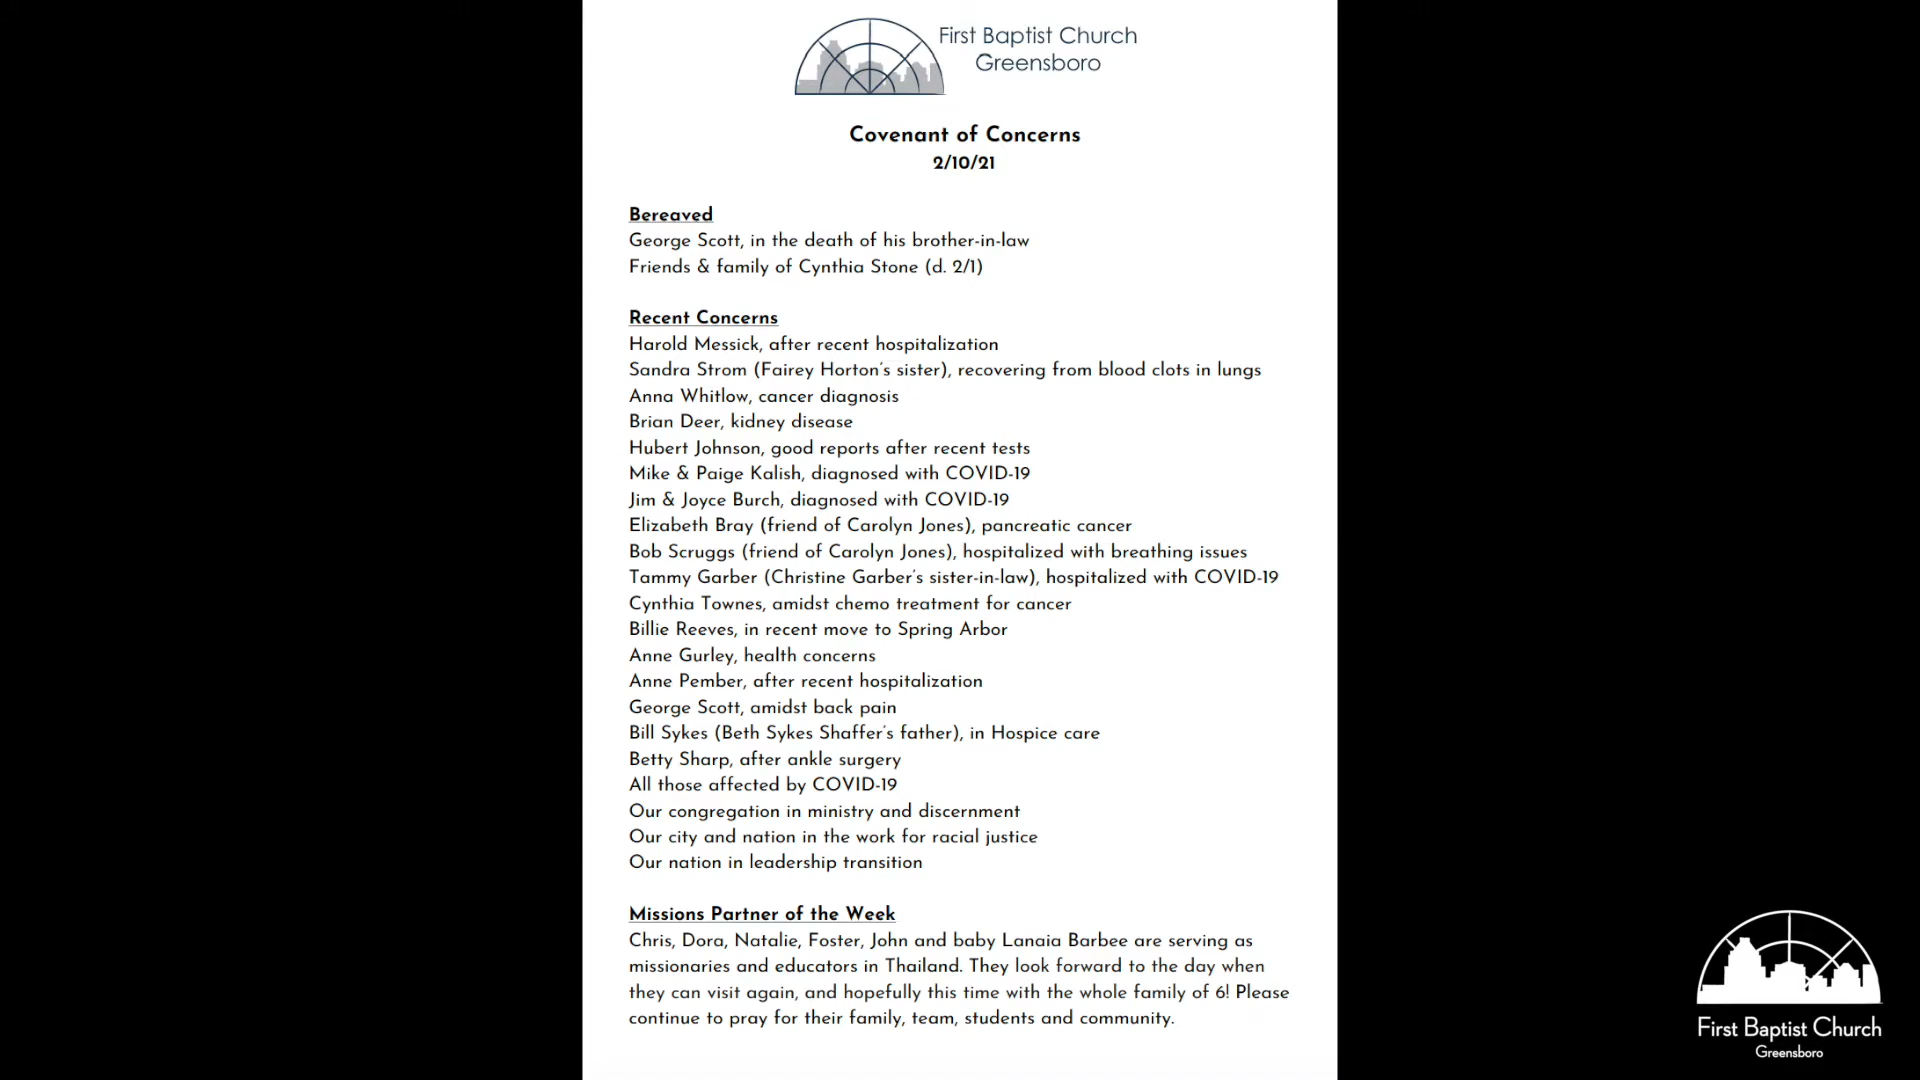 First Baptist Church
Greensboro
Covenant of Concerns
2/10/21
Bereaved
George Scott, in the death of his brother-in-law
Friends & family of Cynthia Stone (d. 2/1)
Recent Concerns
Harold Messick, after recent hospitalization
Sandra Strom (Fairey Horton's sister), recovering from blood clots in lungs
Anna Whitlow, cancer diagnosis
Brian Deer, kidney disease
Hubert Johnson, good reports after recent tests
Mike & Paige Kalish, diagnosed with COVID-19
Jim & Joyce Burch, diagnosed with COVID-19
Elizabeth Bray (friend of Carolyn Jones), pancreatic cancer
Bob Scruggs (friend of Carolyn Jones), hospitalized with breathing issues
Tammy Garber (Christine Garber's sister-in-law), hospitalized with COVID-19
Cynthia Townes, amidst chemo treatment for cancer
Billie Reeves, in recent move to Spring Arbor
Anne Gurley, health concerns
Anne Pember, after recent hospitalization
George Scott, amidst back pain
Bill Sykes (Beth Sykes Shaffer's father), in Hospice care
Betty Sharp, after ankle surgery
All those affected by COVID-19
Our congregation in ministry and discernment
Our city and nation in the work for racial justice
Our nation in leadership transition
Missions Partner of the Week
Chris, Dora, Natalie, Foster, John and baby Lanaia Barbee are serving as
missionaries and educators in Thailand. They look forward to the day when
they can visit again, and hopefully this time with the whole family of 6! Please
continue to pray for their family, team, students and community.
First Baptist Church
Greensboro